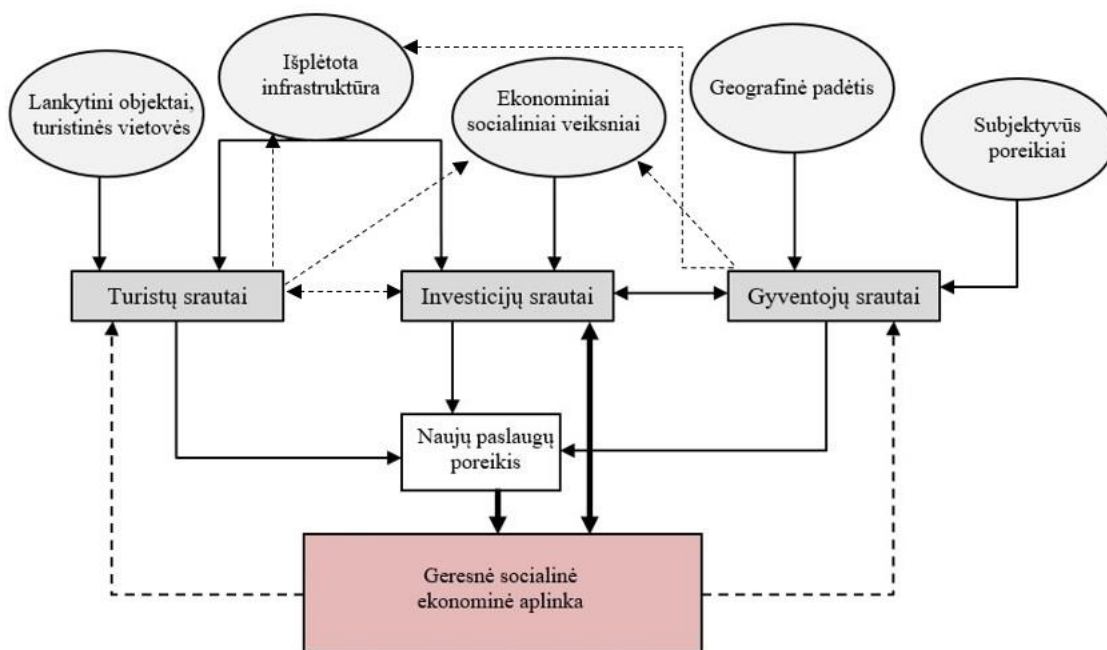 Lankytini objektai,
turistinės vietovės
Išplėtota
infrastruktūra
Ekonominiai
socialiniai veiksniai
Geografinė padėtis
Subjektyvūs
poreikiai
Turistų srautai
Investicijų srautai
Gyventojų srautai
Naujų paslaugų
poreikis
Geresnė socialinė
ekonominė aplinka